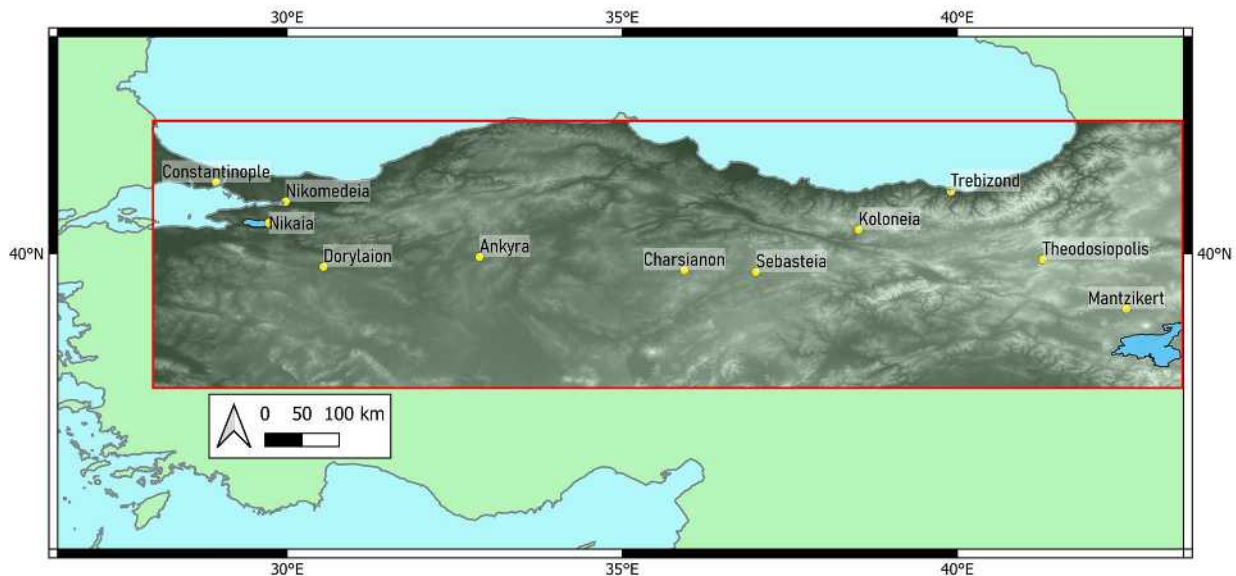 30°E 35°E 40°E
Constantinople
Nikomedeia
Trebizond
Nikaia
Koloneia
40°N
Dorylaion
Ankyra
Charsianon
Sebasteia
Theodosiopolis
40°N
Mantzikert
0 50 100 km
30°E 35°E 40°E